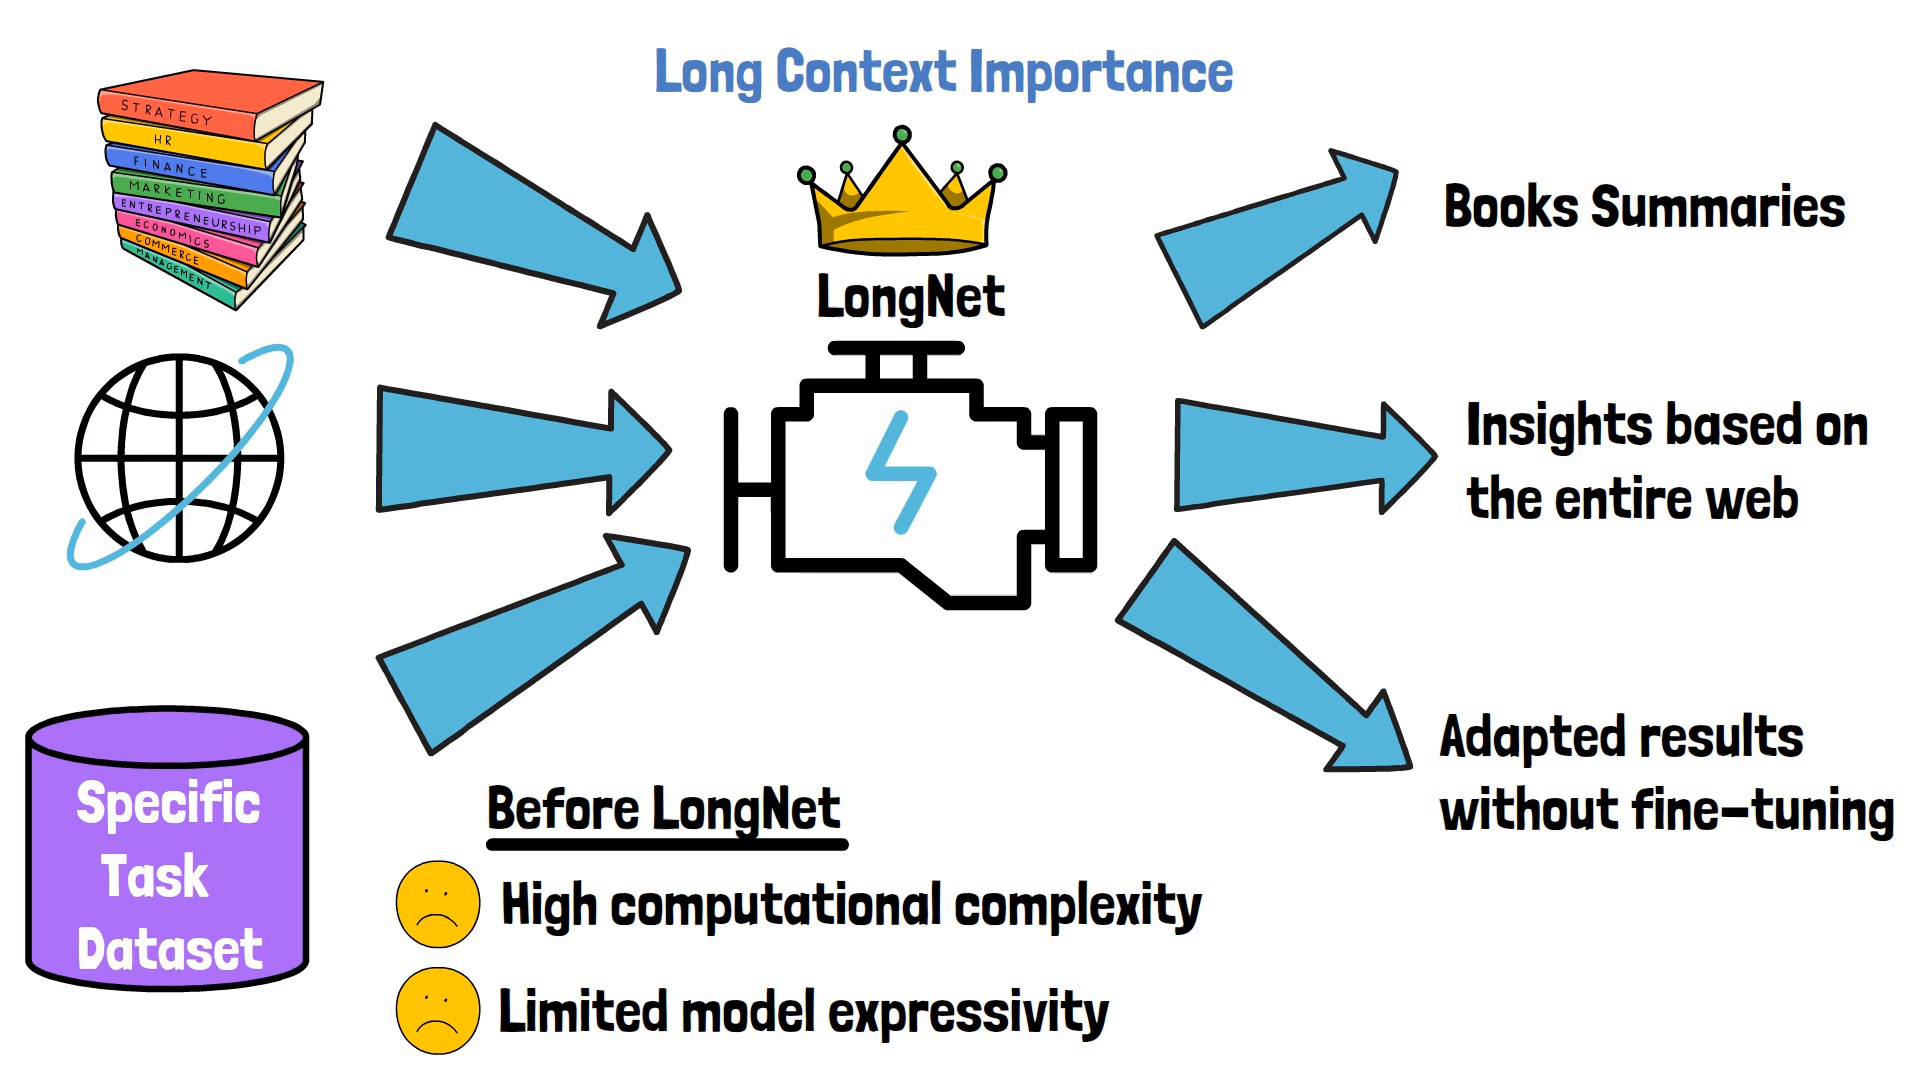 Long Context Importance
STRATEGY
HR
FINANCE
MARKETING
ENTREPRENEURSHIP
ECONOMICS
COMMERCE
MANAGEMENT
LongNet
Books Summaries
Insights based on
the entire web
Adapted results
without fine-tuning
Specific
Task
Dataset
Before LongNet
High computational complexity
Limited model expressivity